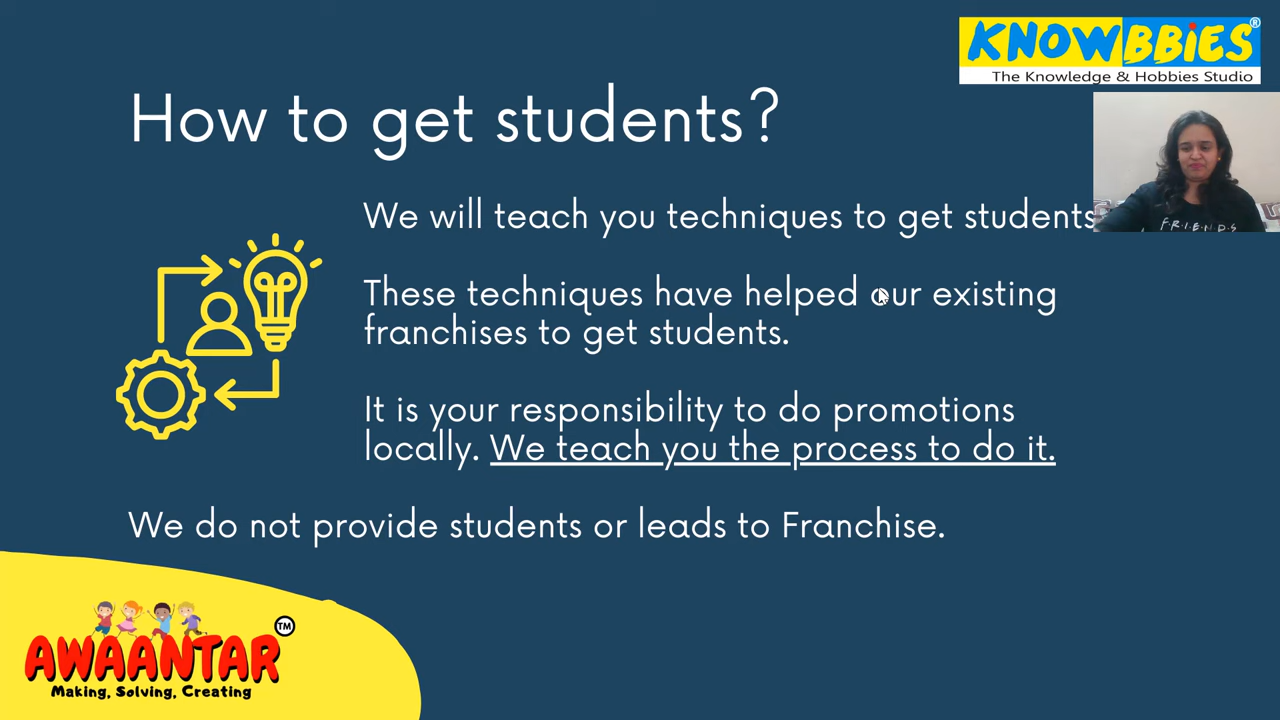 KNOWBBIES®
The Knowledge & Hobbies Studio
How to get students?
We will teach you techniques to get students
These techniques have helped our existing
franchises to get students.
It is your responsibility to do promotions
locally. We teach you the process to do it.
We do not provide students or leads to Franchise.
F·R·I·E·N·D·S
AWAANTAR TM
Making, Solving, Creating